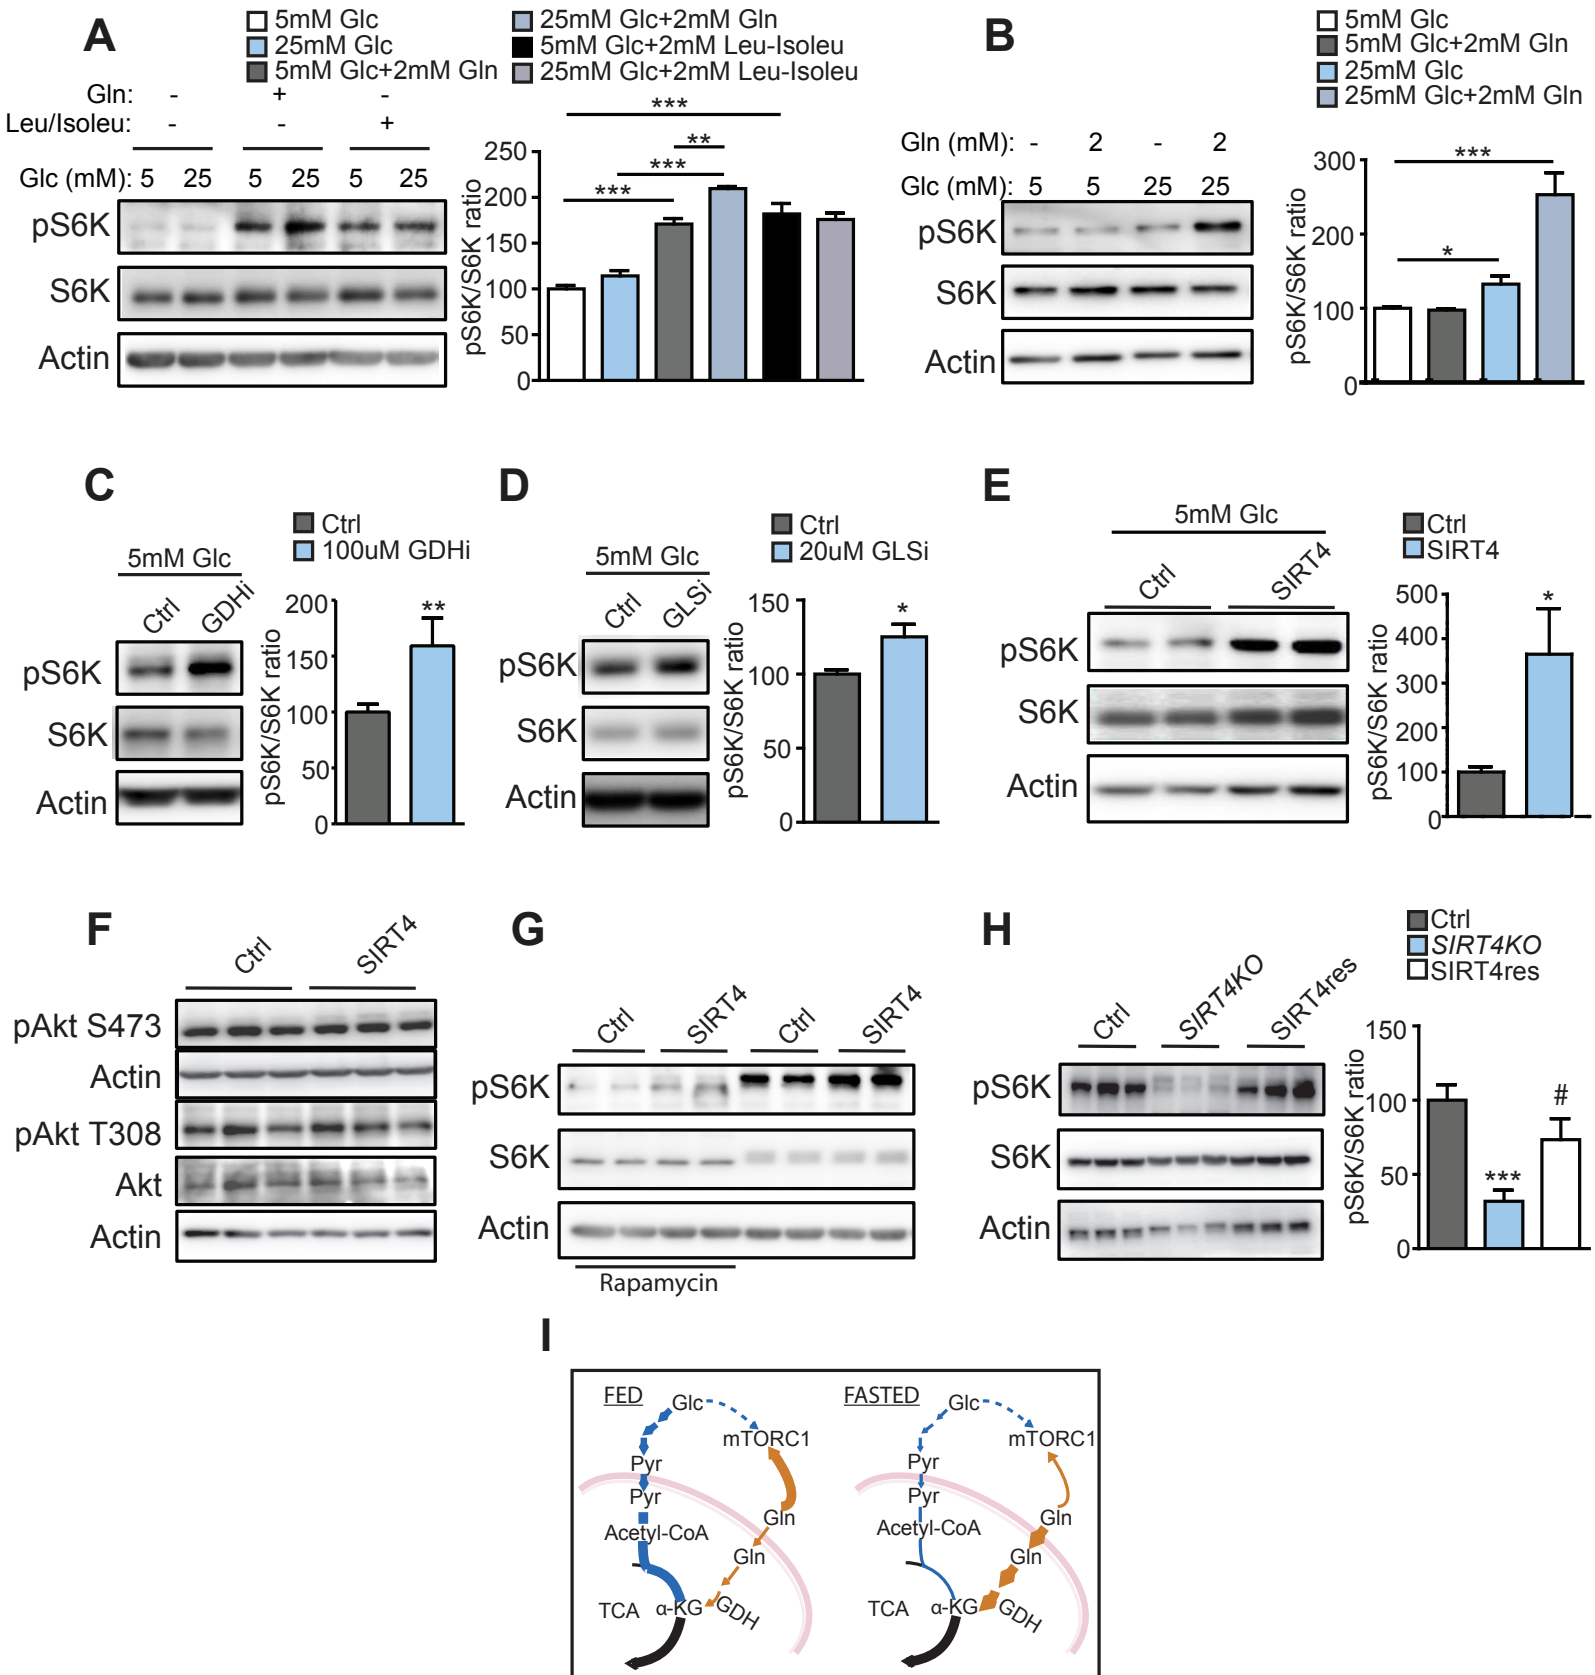 A
5mM Glc
25mM Glc
5mM Glc+2mM Gln
25mM Glc+2mM Gln
5mM Glc+2mM Leu-Isoleu
25mM Glc+2mM Leu-Isoleu
Gln: - + -
Leu/Isoleu: - - +
Glc (mM): 5 25 5 25 5 25
pS6K
S6K
Actin
pS6K/S6K ratio
250
200
150
100
50
0
***
**
***
***
B
5mM Glc
5mM Glc+2mM Gln
25mM Glc
25mM Glc+2mM Gln
Gln (mM): - 2 - 2
Glc (mM): 5 5 25 25
pS6K
S6K
Actin
pS6K/S6K ratio
300
200
100
0
***
*
C
Ctrl
100uM GDHi
5mM Glc
Ctrl GDHi
pS6K
S6K
Actin
pS6K/S6K ratio
200
150
100
50
0
**
D
Ctrl
20uM GLSi
5mM Glc
Ctrl GLSi
pS6K
S6K
Actin
pS6K/S6K ratio
150
100
50
0
*
E
Ctrl
SIRT4
5mM Glc
Ctrl SIRT4
pS6K
S6K
Actin
pS6K/S6K ratio
500
400
300
200
100
0
*
F
Ctrl SIRT4
pAkt S473
Actin
pAkt T308
Akt
Actin
G
Ctrl SIRT4 Ctrl SIRT4
pS6K
S6K
Actin
Rapamycin
H
Ctrl
SIRT4KO
SIRT4res
Ctrl SIRT4KO SIRT4res
pS6K
S6K
Actin
pS6K/S6K ratio
150
100
50
0
***
#
I
FED
Glc
mTORC1
Pyr
Pyr
Gln
Acetyl-CoA
Gln
TCA α-KG GDH
FASTED
Glc
mTORC1
Pyr
Pyr
Gln
Acetyl-CoA
Gln
TCA α-KG GDH